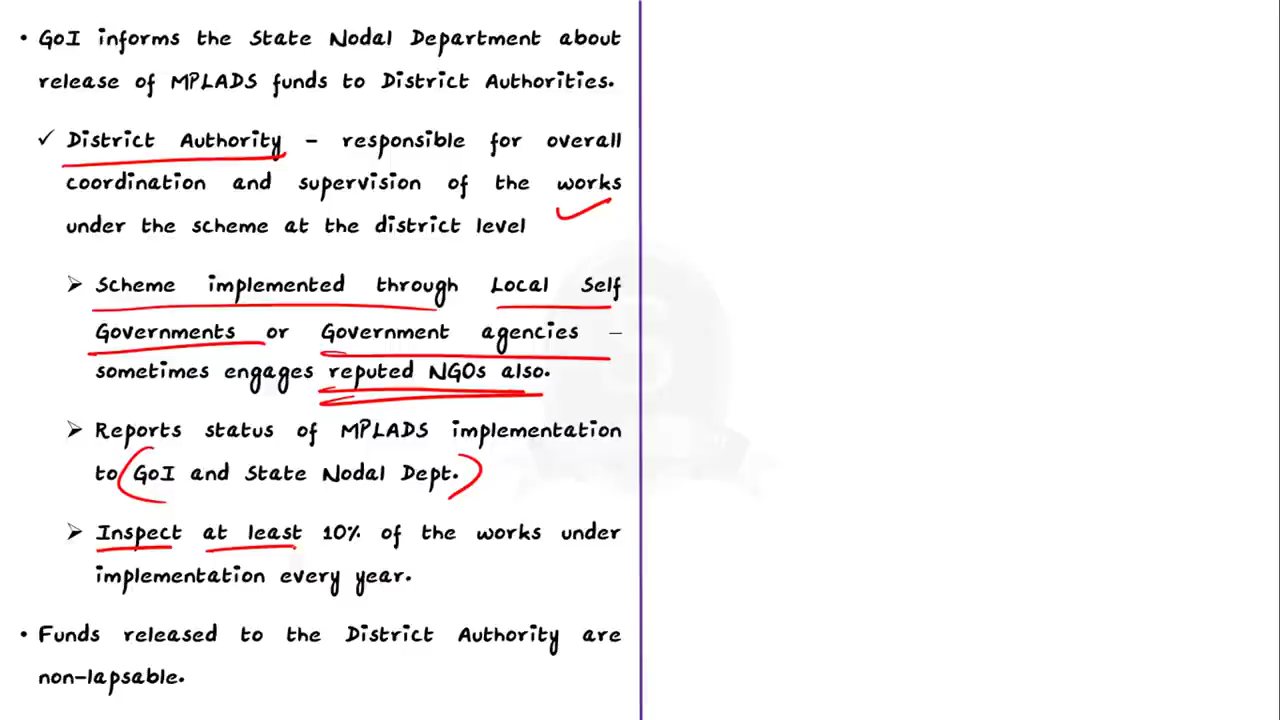 • GoI informs the State Nodal Department about
release of MPLADS funds to District Authorities.
✓ District Authority – responsible for overall
coordination and supervision of the works
under the scheme at the district level
➢ Scheme implemented through Local Self
Governments or Government agencies –
sometimes engages reputed NGOs also.
➢ Reports status of MPLADS implementation
to GoI and State Nodal Dept.
➢ Inspect at least 10% of the works under
implementation every year.
• Funds released to the District Authority are
non-lapsable.